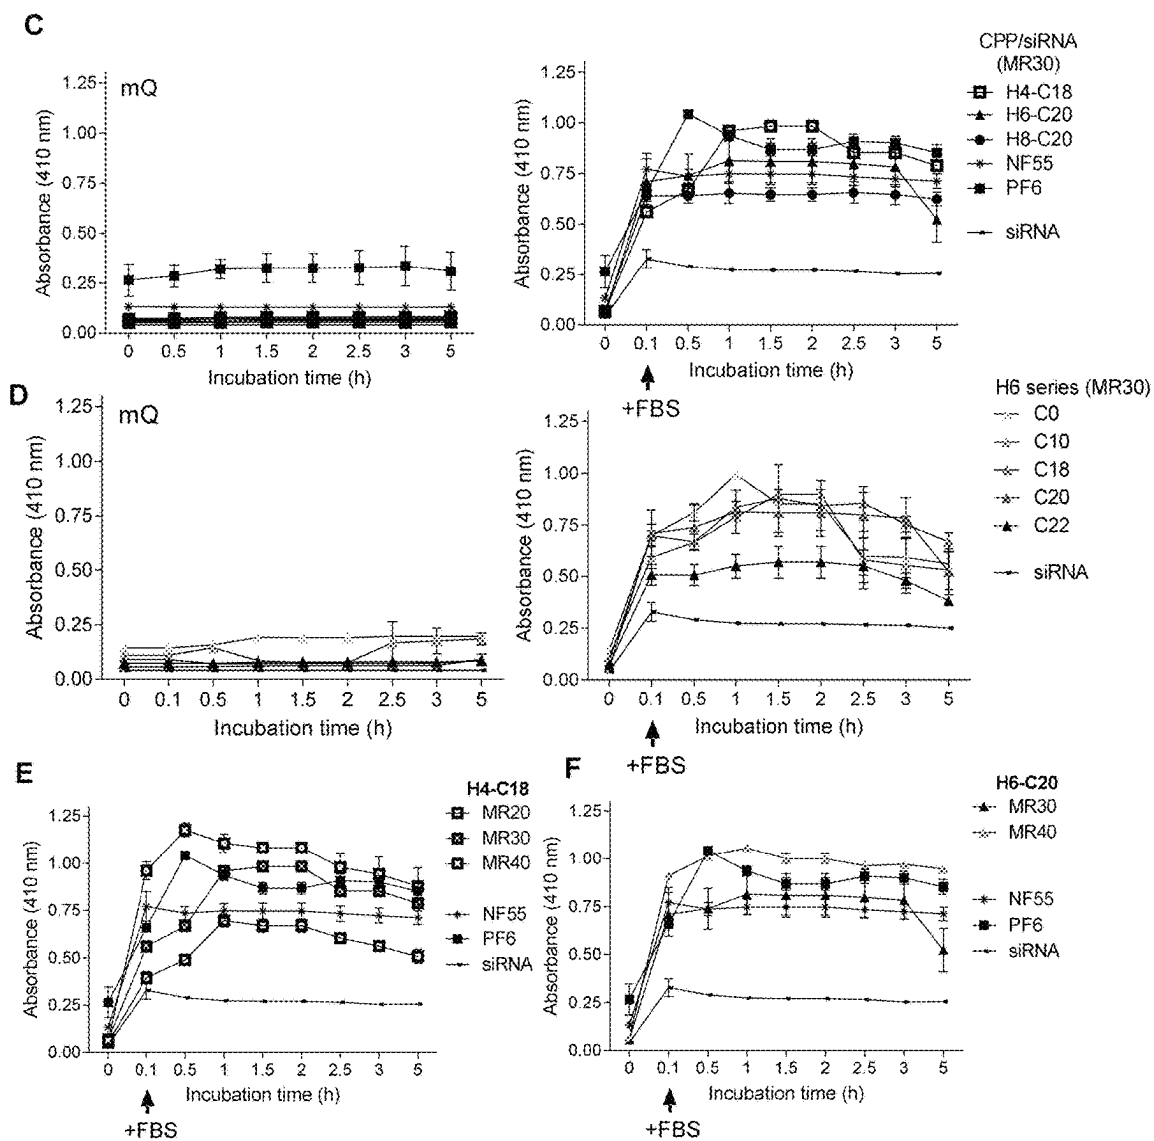 C
CPP/siRNA
(MR30)
H4-C18
H6-C20
H8-C20
NF55
PF6
siRNA
mQ
Absorbance (410 nm)
1.25
1.00
0.75
0.50
0.25
0.00
0 0.5 1 1.5 2 2.5 3 5
Incubation time (h)
Absorbance (410 nm)
1.25
1.00
0.75
0.50
0.25
0.00
0 0.1 0.5 1 1.5 2 2.5 3 5
Incubation time (h)
+FBS
D
H6 series (MR30)
C0
C10
C18
C20
C22
siRNA
mQ
Absorbance (410 nm)
1.25
1.00
0.75
0.50
0.25
0.00
0 0.1 0.5 1 1.5 2 2.5 3 5
Incubation time (h)
Absorbance (410 nm)
1.25
1.00
0.75
0.50
0.25
0.00
0 0.1 0.5 1 1.5 2 2.5 3 5
Incubation time (h)
+FBS
E
H4-C18
MR20
MR30
MR40
NF55
PF6
siRNA
Absorbance (410 nm)
1.25
1.00
0.75
0.50
0.25
0.00
0 0.1 0.5 1 1.5 2 2.5 3 5
Incubation time (h)
+FBS
F
H6-C20
MR30
MR40
NF55
PF6
siRNA
Absorbance (410 nm)
1.25
1.00
0.75
0.50
0.25
0.00
0 0.1 0.5 1 1.5 2 2.5 3 5
Incubation time (h)
+FBS